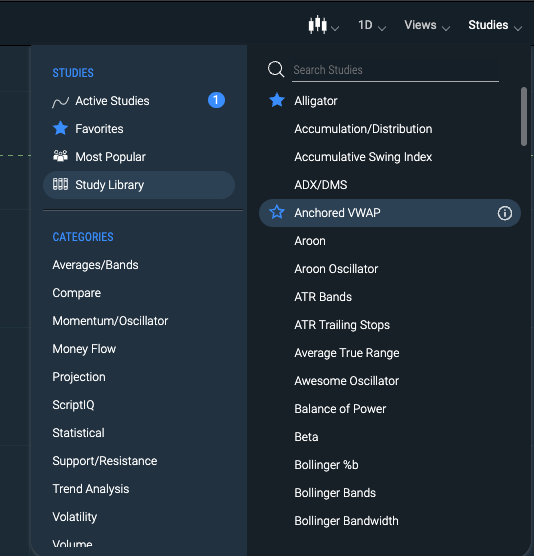 1D Views Studies
STUDIES
Active Studies 1
Favorites
Most Popular
Study Library
CATEGORIES
Averages/Bands
Compare
Momentum/Oscillator
Money Flow
Projection
ScriptIQ
Statistical
Support/Resistance
Trend Analysis
Volatility
Volume
Search Studies
Alligator
Accumulation/Distribution
Accumulative Swing Index
ADX/DMS
Anchored VWAP
Aroon
Aroon Oscillator
ATR Bands
ATR Trailing Stops
Average True Range
Awesome Oscillator
Balance of Power
Beta
Bollinger %b
Bollinger Bands
Bollinger Bandwidth